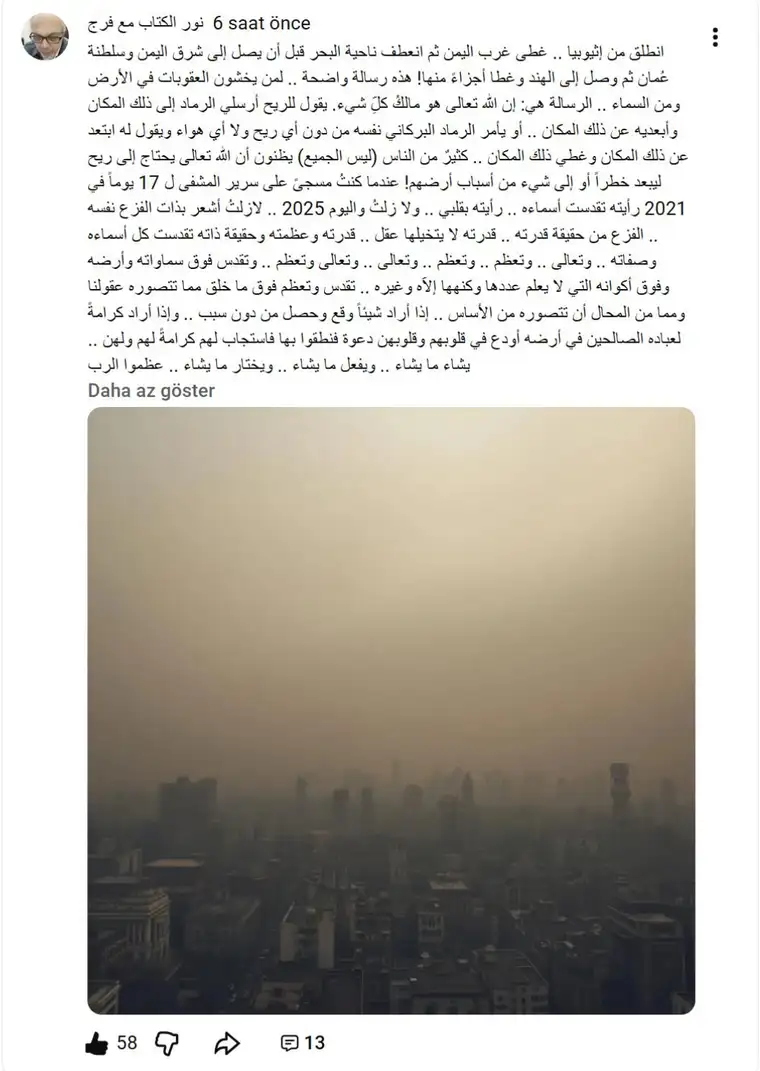 نور الكتاب مع فرج 6 saat önce
انطلق من إثيوبيا .. غطى غرب اليمن ثم انعطف ناحية البحر قبل أن يصل إلى شرق اليمن وسلطنة
عُمان ثم وصل إلى الهند وغطا أجزاءً منها! هذه رسالة واضحة .. لمن يخشون العقوبات في الأرض
ومن السماء .. الرسالة هي: إن الله تعالى هو مالكُ كلِّ شيء. يقول للريح أرسلي الرماد إلى ذلك المكان
وأبعديه عن ذلك المكان .. أو يأمر الرماد البركاني نفسه من دون أي ريح ولا أي هواء ويقول له ابتعد
عن ذلك المكان وغطي ذلك المكان .. كثيرٌ من الناس (ليس الجميع) يظنون أن الله تعالى يحتاج إلى ريح
ليبعد خطراً أو إلى شيء من أسباب أرضهم! عندما كنتُ مسجىً على سرير المشفى ل 17 يوماً في
2021 رأيته تقدست أسماءه .. رأيته بقلبي .. ولا زلتُ واليوم 2025 .. لازلتُ أشعر بذات الفزع نفسه
.. الفزع من حقيقة قدرته .. قدرته لا يتخيلها عقل .. قدرته وعظمته وحقيقة ذاته تقدست كل أسماءه
وصفاته .. وتعالى .. وتعظم .. وتعظم .. وتعالى .. وتعالى وتعظم .. وتقدس فوق سماواته وأرضه
وفوق أكوانه التي لا يعلم عددها وكنهها إلآه وغيره .. تقدس وتعظم فوق ما خلق مما تتصوره عقولنا
ومما من المحال أن تتصوره من الأساس .. إذا أراد شيئاً وقع وحصل من دون سبب .. وإذا أراد كرامةً
لعباده الصالحين في أرضه أودع في قلوبهم وقلوبهن دعوة فنطقوا بها فاستجاب لهم كرامةً لهم ولهن ..
يشاء ما يشاء .. ويفعل ما يشاء .. ويختار ما يشاء .. عظموا الرب
Daha az göster
58
13